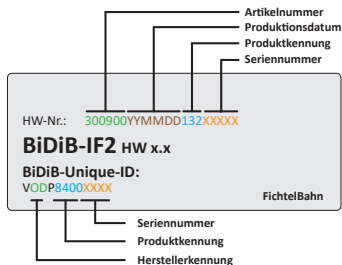 Artikelnummer
Produktionsdatum
Produktkennung
Seriennummer
HW-Nr.: 300900YYMMDD132XXXXX
BiDiB-IF2 HW x.x
BiDiB-Unique-ID:
VODP8400XXXX
FichtelBahn
Seriennummer
Produktkennung
Herstellerkennung